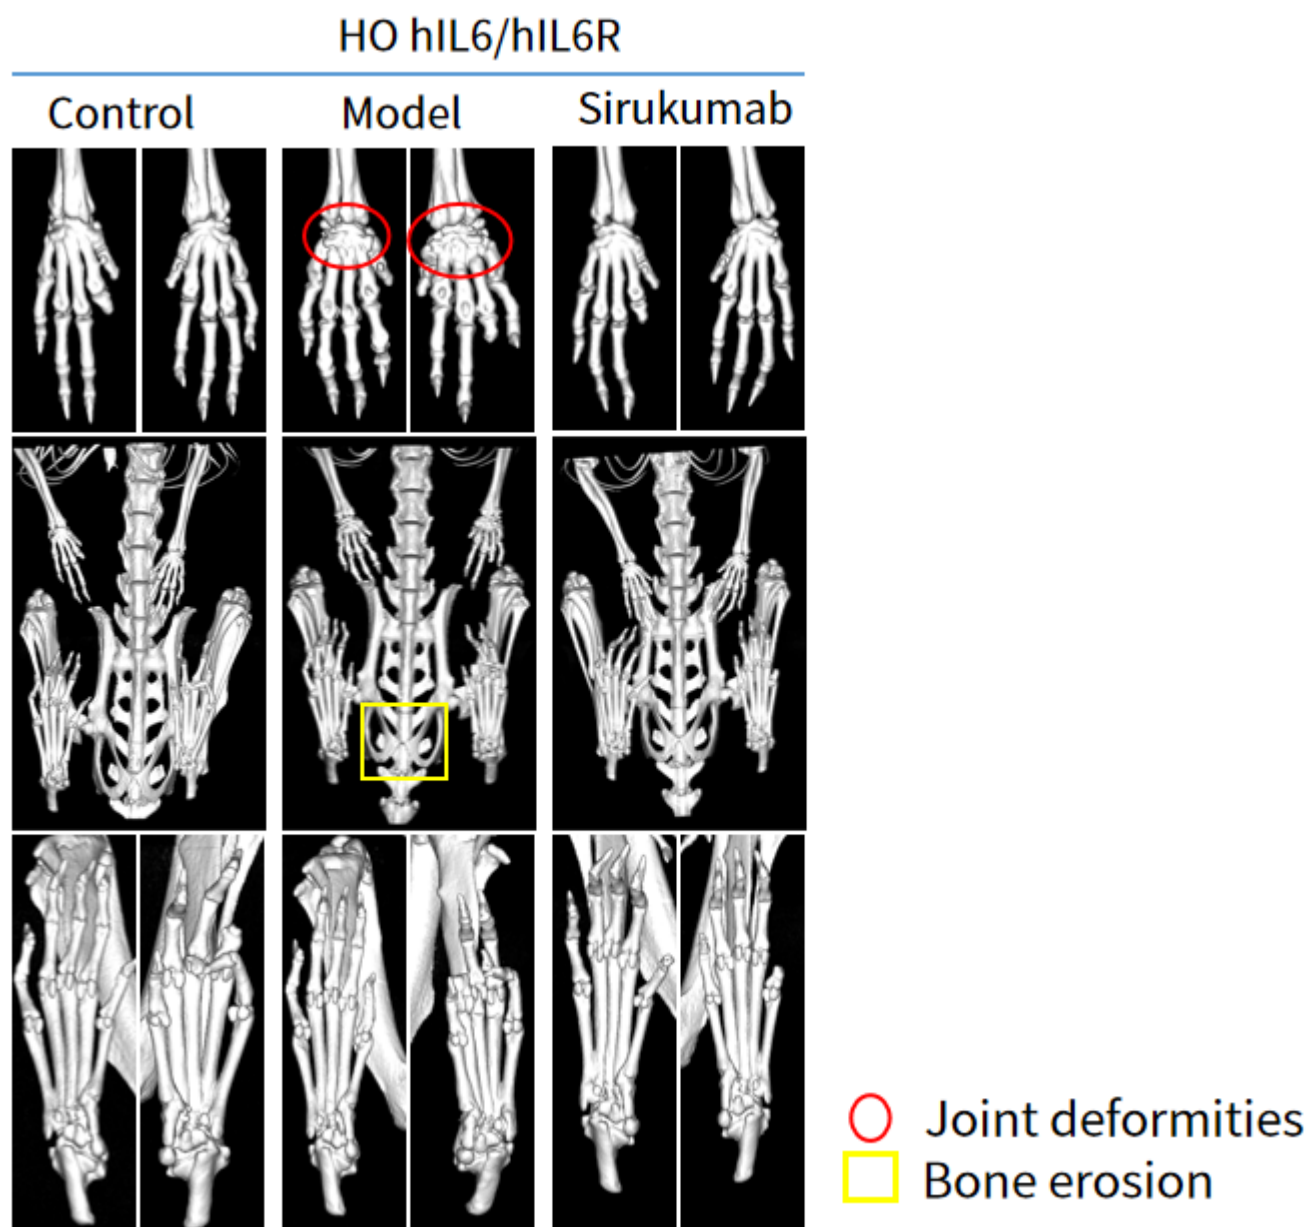 HO hIL6/hIL6R
Control
Model
Sirukumab
Joint deformities
Bone erosion